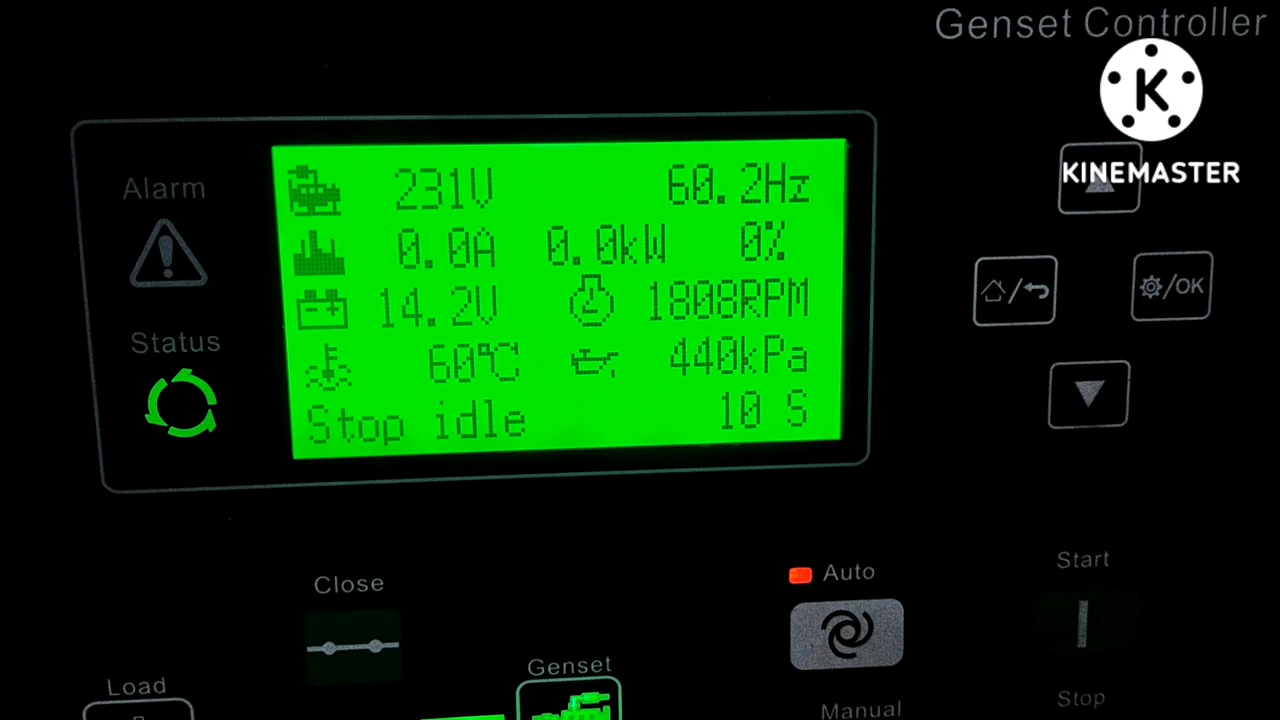 Genset Controller
K
KINEMASTER
Alarm
231V 60.2Hz
0.0A 0.0kW 0%
14.2V 1808RPM
60℃ 440kPa
Stop idle 10 S
Status
/OK
Close
Auto
Start
Genset
Load
Manual
Stop